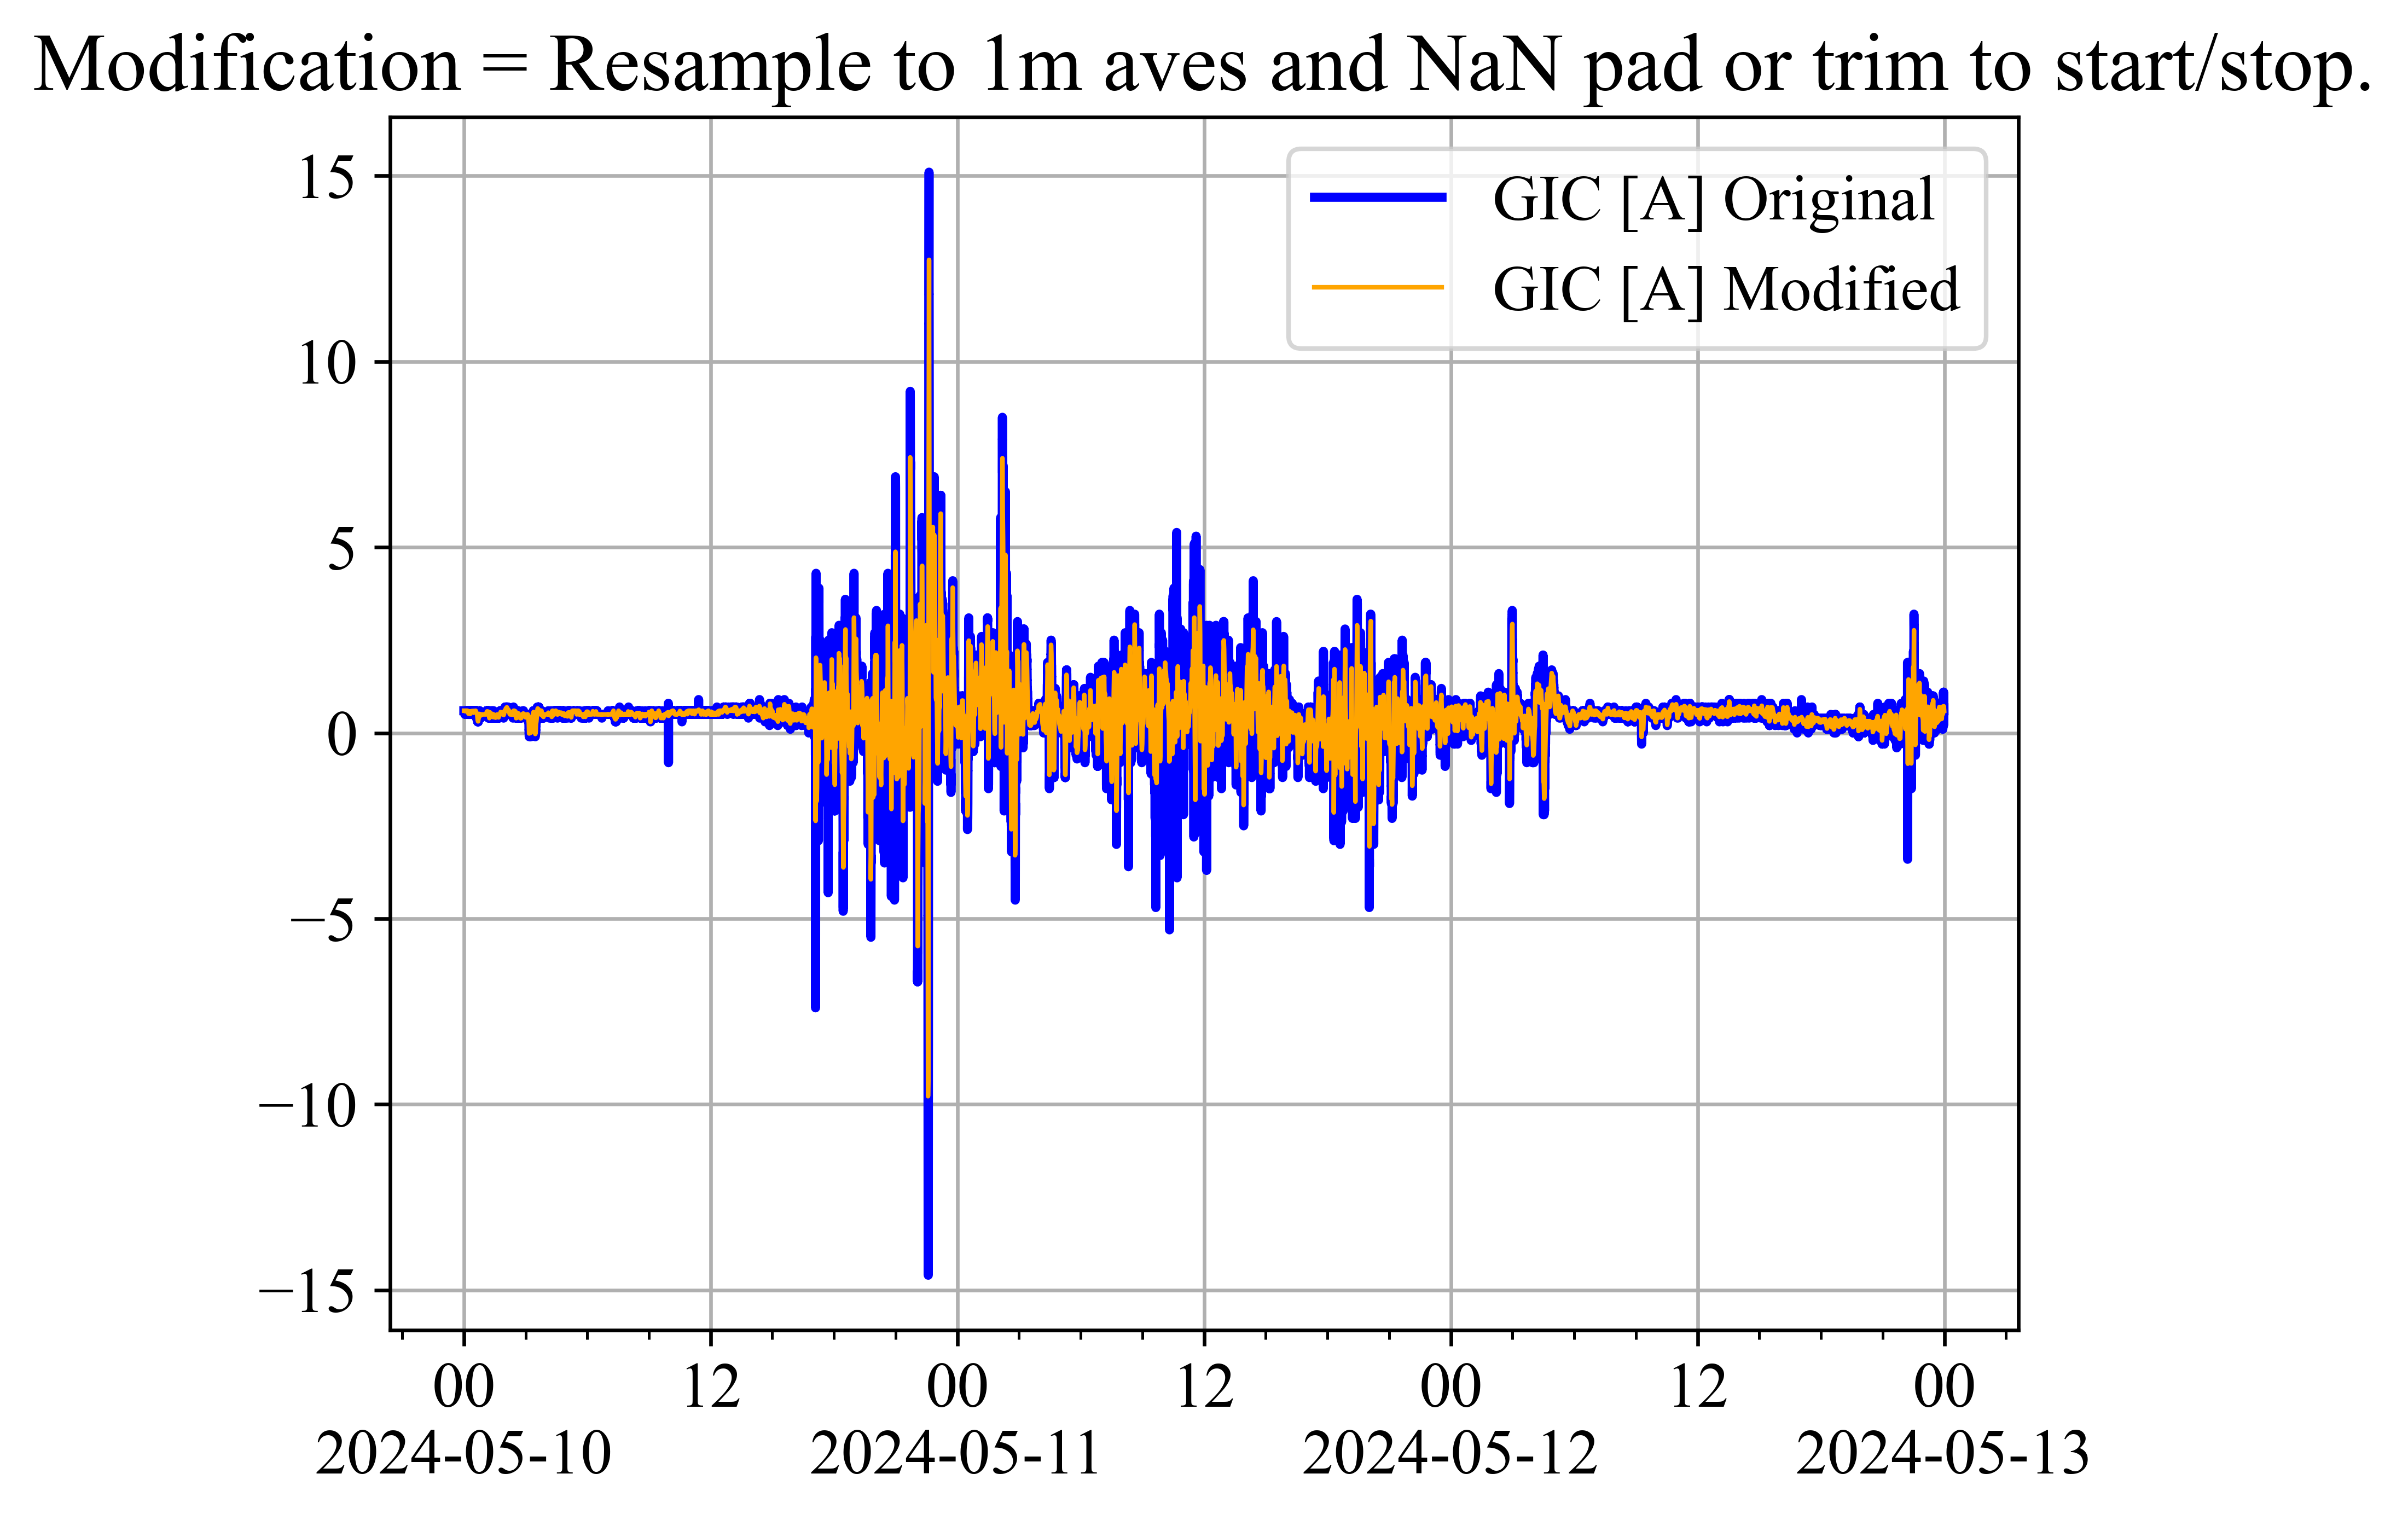 Modification = Resample to 1m aves and NaN pad or trim to start/stop.
GIC [A] Original
GIC [A] Modified
15
10
5
0
−5
−10
−15
00 12 00 12 00 12 00
2024-05-10 2024-05-11 2024-05-12 2024-05-13